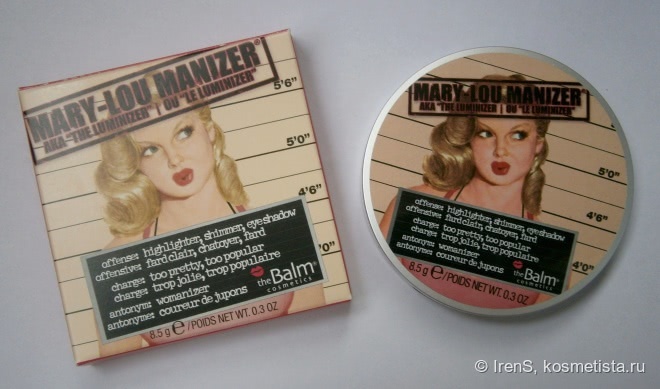 MARY-LOU MANIZER®
AKA "THE LUMINIZER" | OU "LE LUMINIZER"
5'6"
5'0"
4'6"
'0"
offense: highlighter, shimmer, eyeshadow
offensive: fard clair, chatoyer, fard
charge: too pretty, too popular
charge: trop jolie, trop populaire
antonym: womanizer
antonyme: coureur de jupons
theBalm®
cosmetics
8.5 g e / POIDS NET WT. 0.3 OZ
MARY-LOU MANIZER®
AKA "THE LUMINIZER" | OU "LE LUMINIZER"
5'0"
4'6"
4'0"
offense: highlighter, shimmer, eyeshadow
offensive: fard clair, chatoyer, fard
charge: too pretty, too popular
charge: trop jolie, trop populaire
antonym: womanizer
antonyme: coureur de jupons
theBalm®
cosmetics
8.5 g e / POIDS NET WT. 0.3 OZ
© IrenS, kosmetista.ru